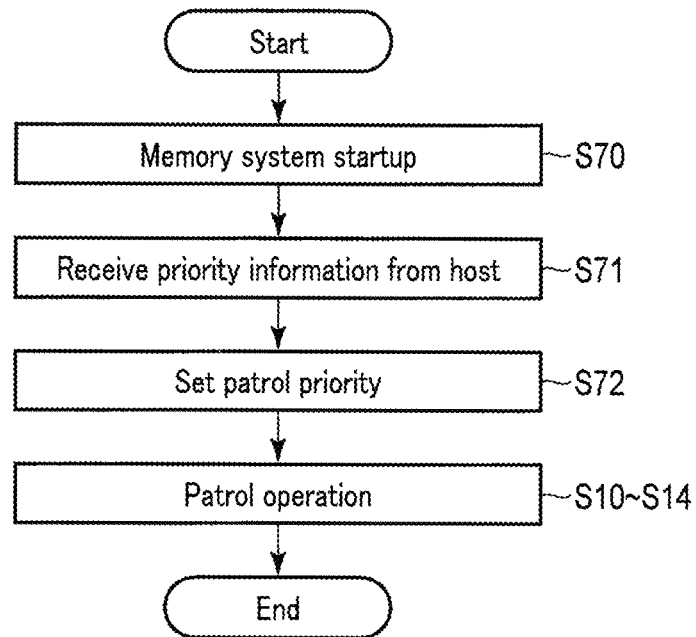 Start
Memory system startup
S70
Receive priority information from host
S71
Set patrol priority
S72
Patrol operation
S10~S14
End